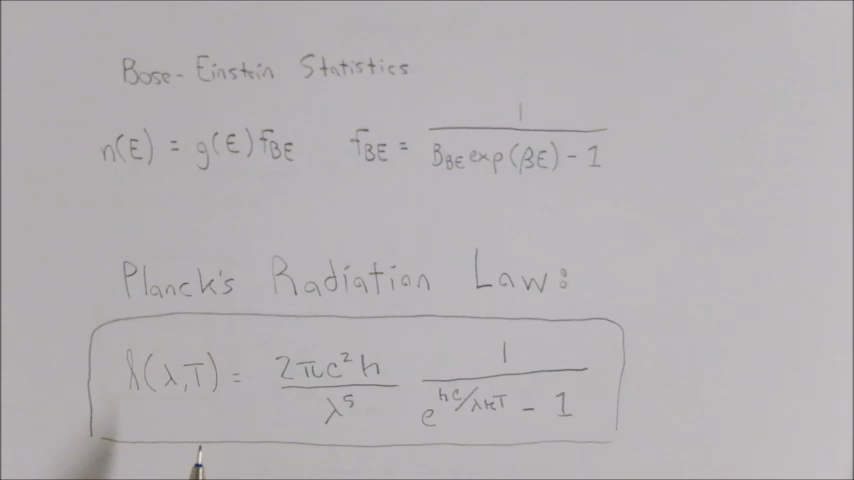 Bose-Einstein Statistics
n(E) = g(E) f_BE    f_BE = 1 / (B_BE exp(βE) - 1)
Planck's Radiation Law:
I(λ,T) = 2πc²h / λ⁵  1 / (e^(hc/λkT) - 1)